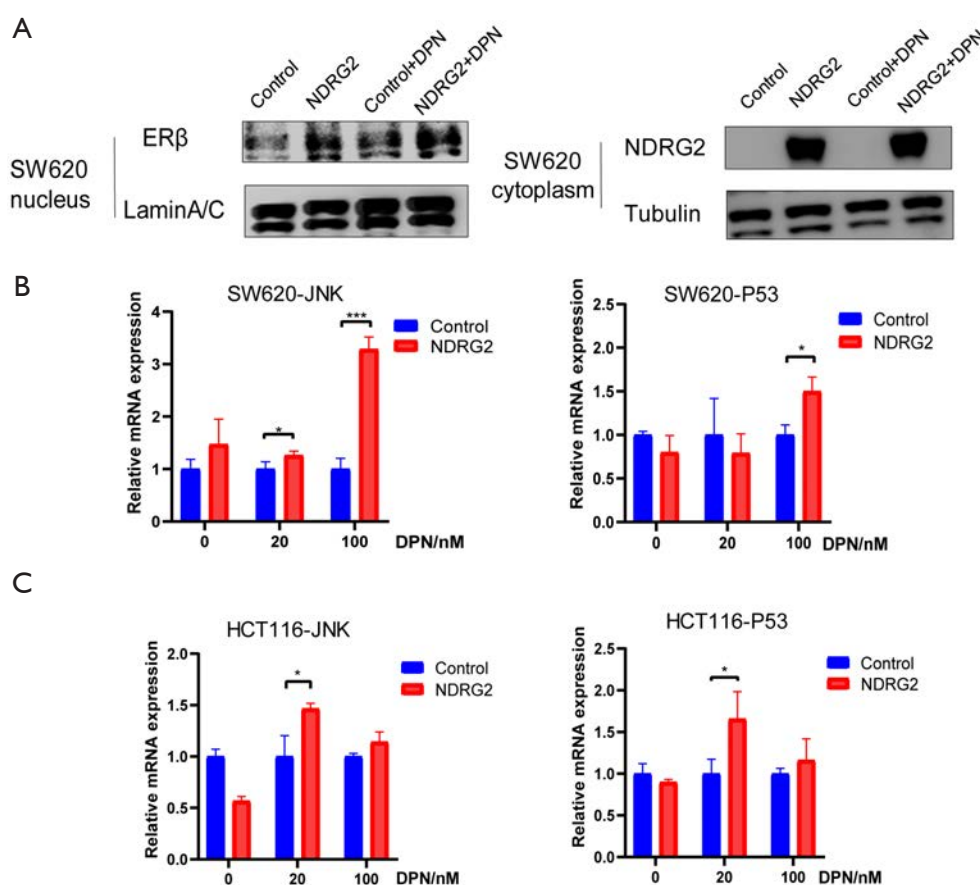 A
Control NDRG2 Control+DPN NDRG2+DPN
ERβ
SW620
nucleus
LaminA/C
Control NDRG2 Control+DPN NDRG2+DPN
NDRG2
SW620
cytoplasm
Tubulin
B
SW620-JNK
Relative mRNA expression
4
3
2
1
0
*
***
Control
NDRG2
0 20 100 DPN/nM
SW620-P53
Relative mRNA expression
2.5
2.0
1.5
1.0
0.5
0.0
*
Control
NDRG2
0 20 100 DPN/nM
C
HCT116-JNK
Relative mRNA expression
2.0
1.5
1.0
0.5
0.0
*
Control
NDRG2
0 20 100 DPN/nM
HCT116-P53
Relative mRNA expression
2.5
2.0
1.5
1.0
0.5
0.0
*
Control
NDRG2
0 20 100 DPN/nM